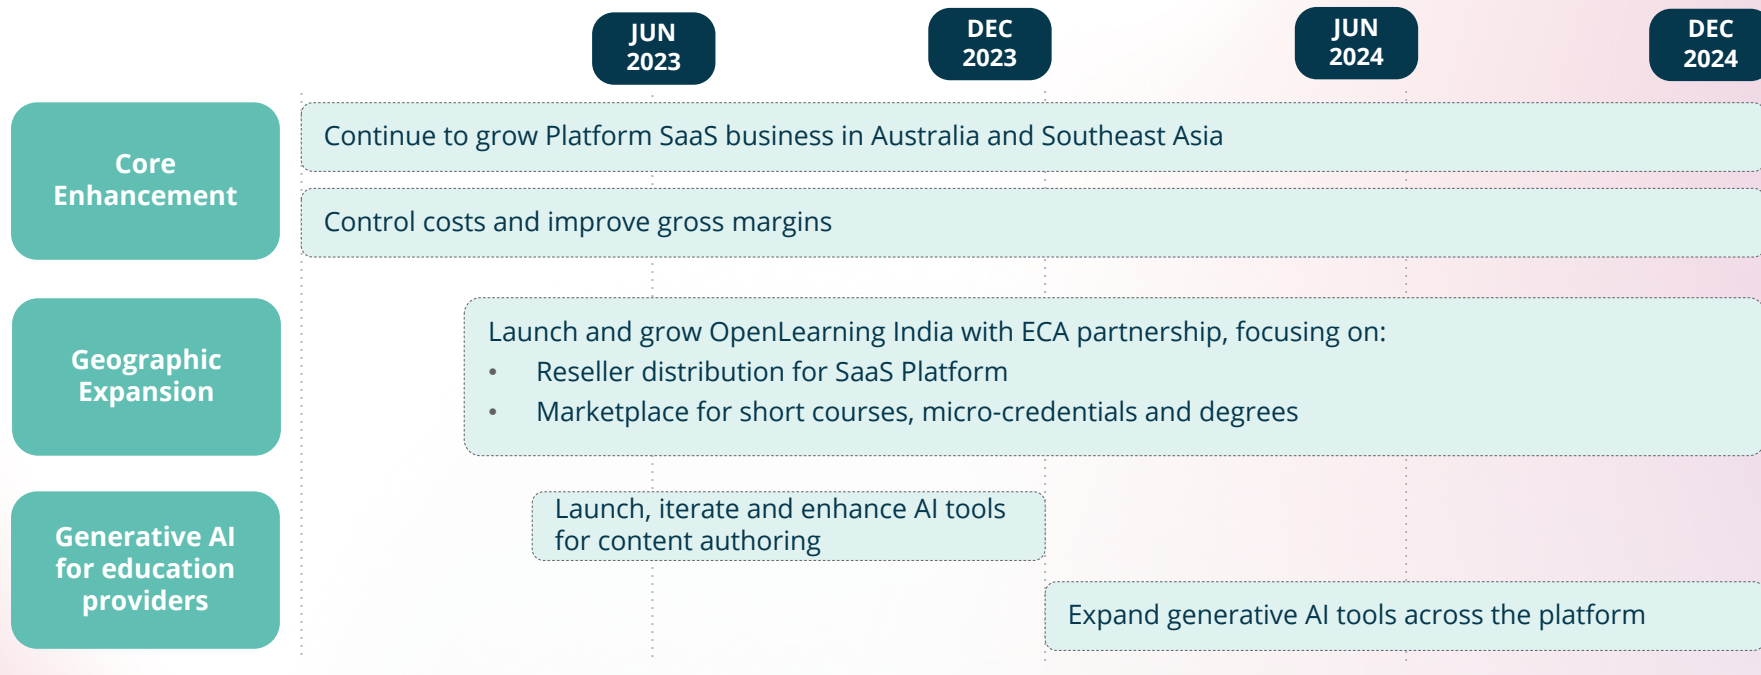 JUN
2023
DEC
2023
JUN
2024
DEC
2024
Core
Enhancement
Continue to grow Platform SaaS business in Australia and Southeast Asia
Control costs and improve gross margins
Geographic
Expansion
Launch and grow OpenLearning India with ECA partnership, focusing on:
• Reseller distribution for SaaS Platform
• Marketplace for short courses, micro-credentials and degrees
Generative AI
for education
providers
Launch, iterate and enhance AI tools
for content authoring
Expand generative AI tools across the platform